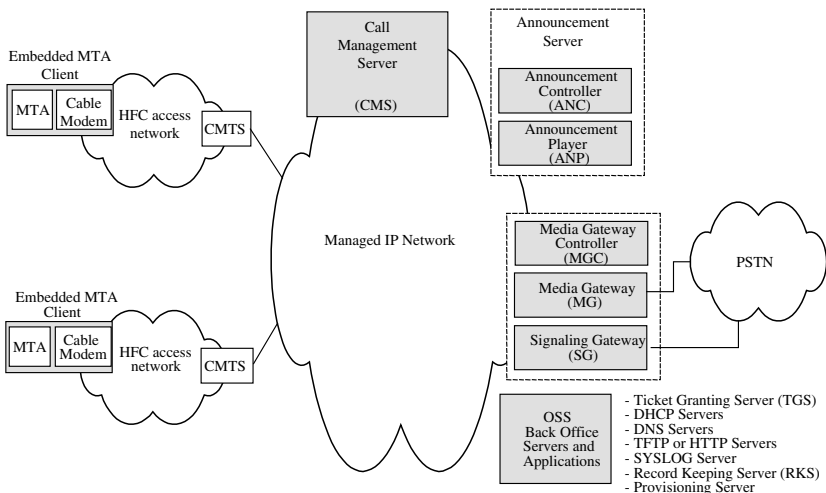 Embedded MTA
Client
MTA
Cable
Modem
HFC access
network
CMTS
Call
Management
Server
(CMS)
Announcement
Server
Announcement
Controller
(ANC)
Announcement
Player
(ANP)
Managed IP Network
Media Gateway
Controller
(MGC)
Media Gateway
(MG)
Signaling Gateway
(SG)
PSTN
Embedded MTA
Client
MTA
Cable
Modem
HFC access
network
CMTS
OSS
Back Office
Servers and
Applications
- Ticket Granting Server (TGS)
- DHCP Servers
- DNS Servers
- TFTP or HTTP Servers
- SYSLOG Server
- Record Keeping Server (RKS)
- Provisioning Server